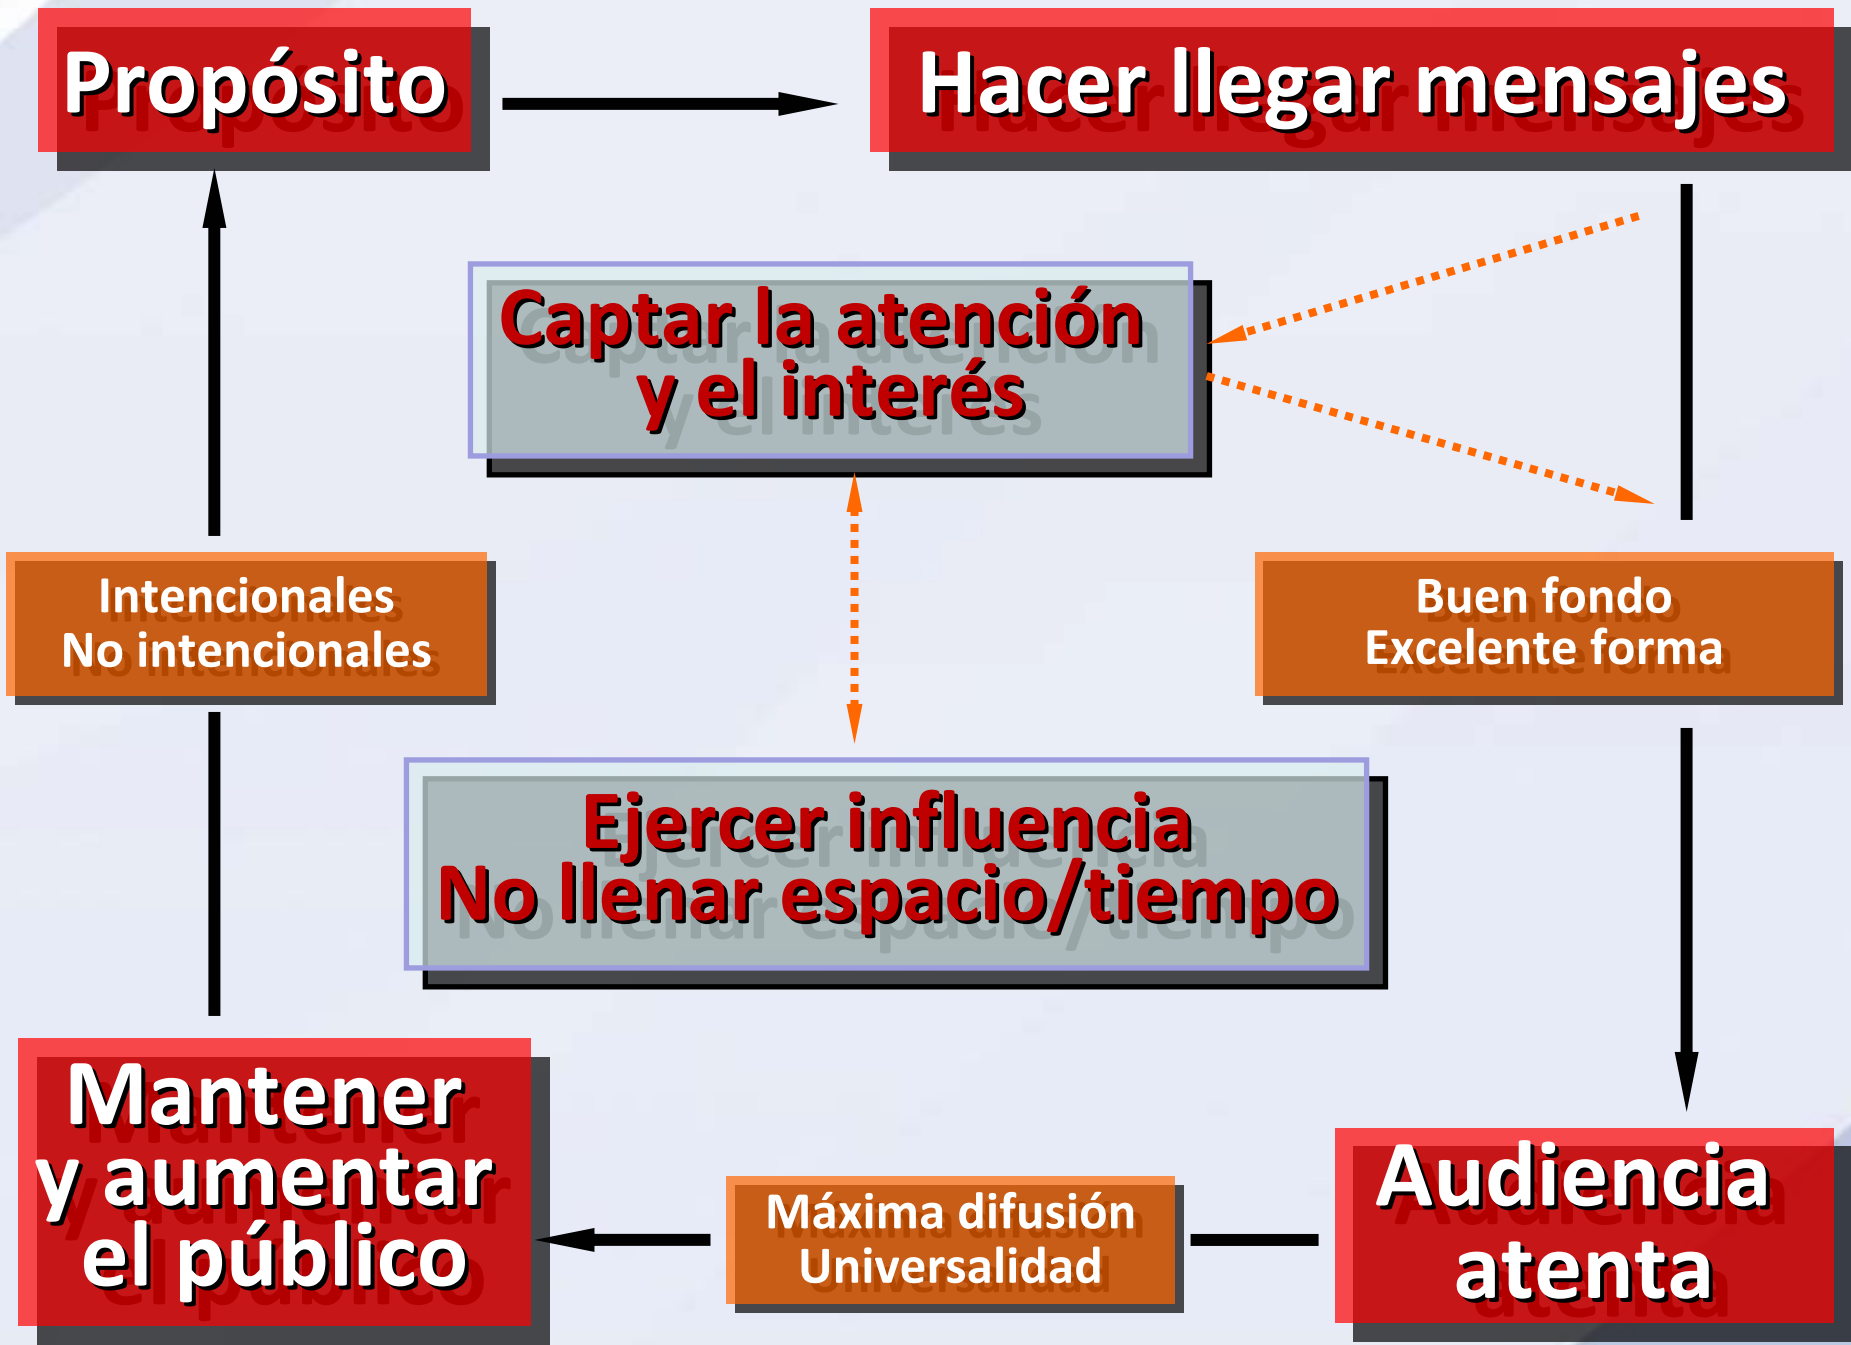 Propósito
Hacer llegar mensajes
Captar la atención
y el interés
Intencionales
No intencionales
Buen fondo
Excelente forma
Ejercer influencia
No llenar espacio/tiempo
Mantener
y aumentar
el público
Máxima difusión
Universalidad
Audiencia
atenta